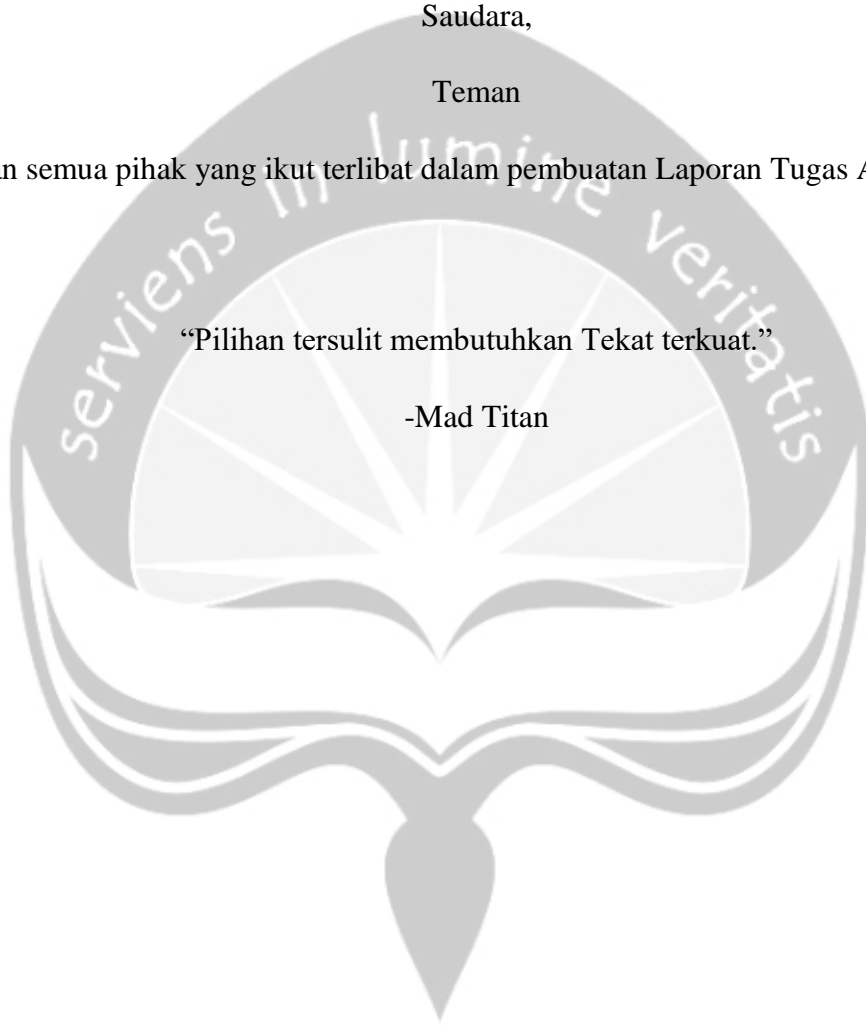 Saudara,
Teman
semua pihak yang ikut terlibat dalam pembuatan Laporan Tugas
serviens in lumine veritatis
“Pilihan tersulit membutuhkan Tekat terkuat.”
-Mad Titan